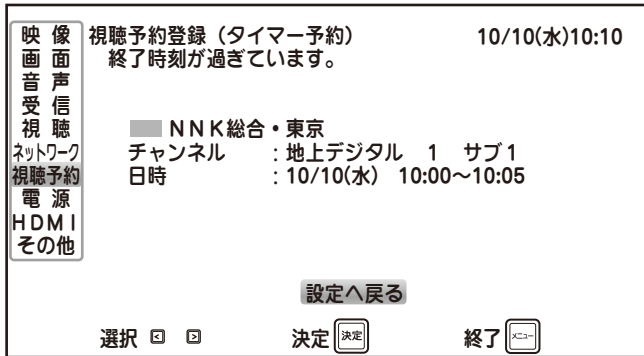 視聴予約登録（タイマー予約） 10/10(水)10:10
終了時刻が過ぎています。
映 像
画 面
音 声
受 信
視 聴
ネットワーク
視聴予約
電 源
HDMI
その他
NNK総合・東京
チャンネル ：地上デジタル 1 サブ1
日時 ：10/10(水) 10:00～10:05
設定へ戻る
選択 決定 決定 終了 メニュー